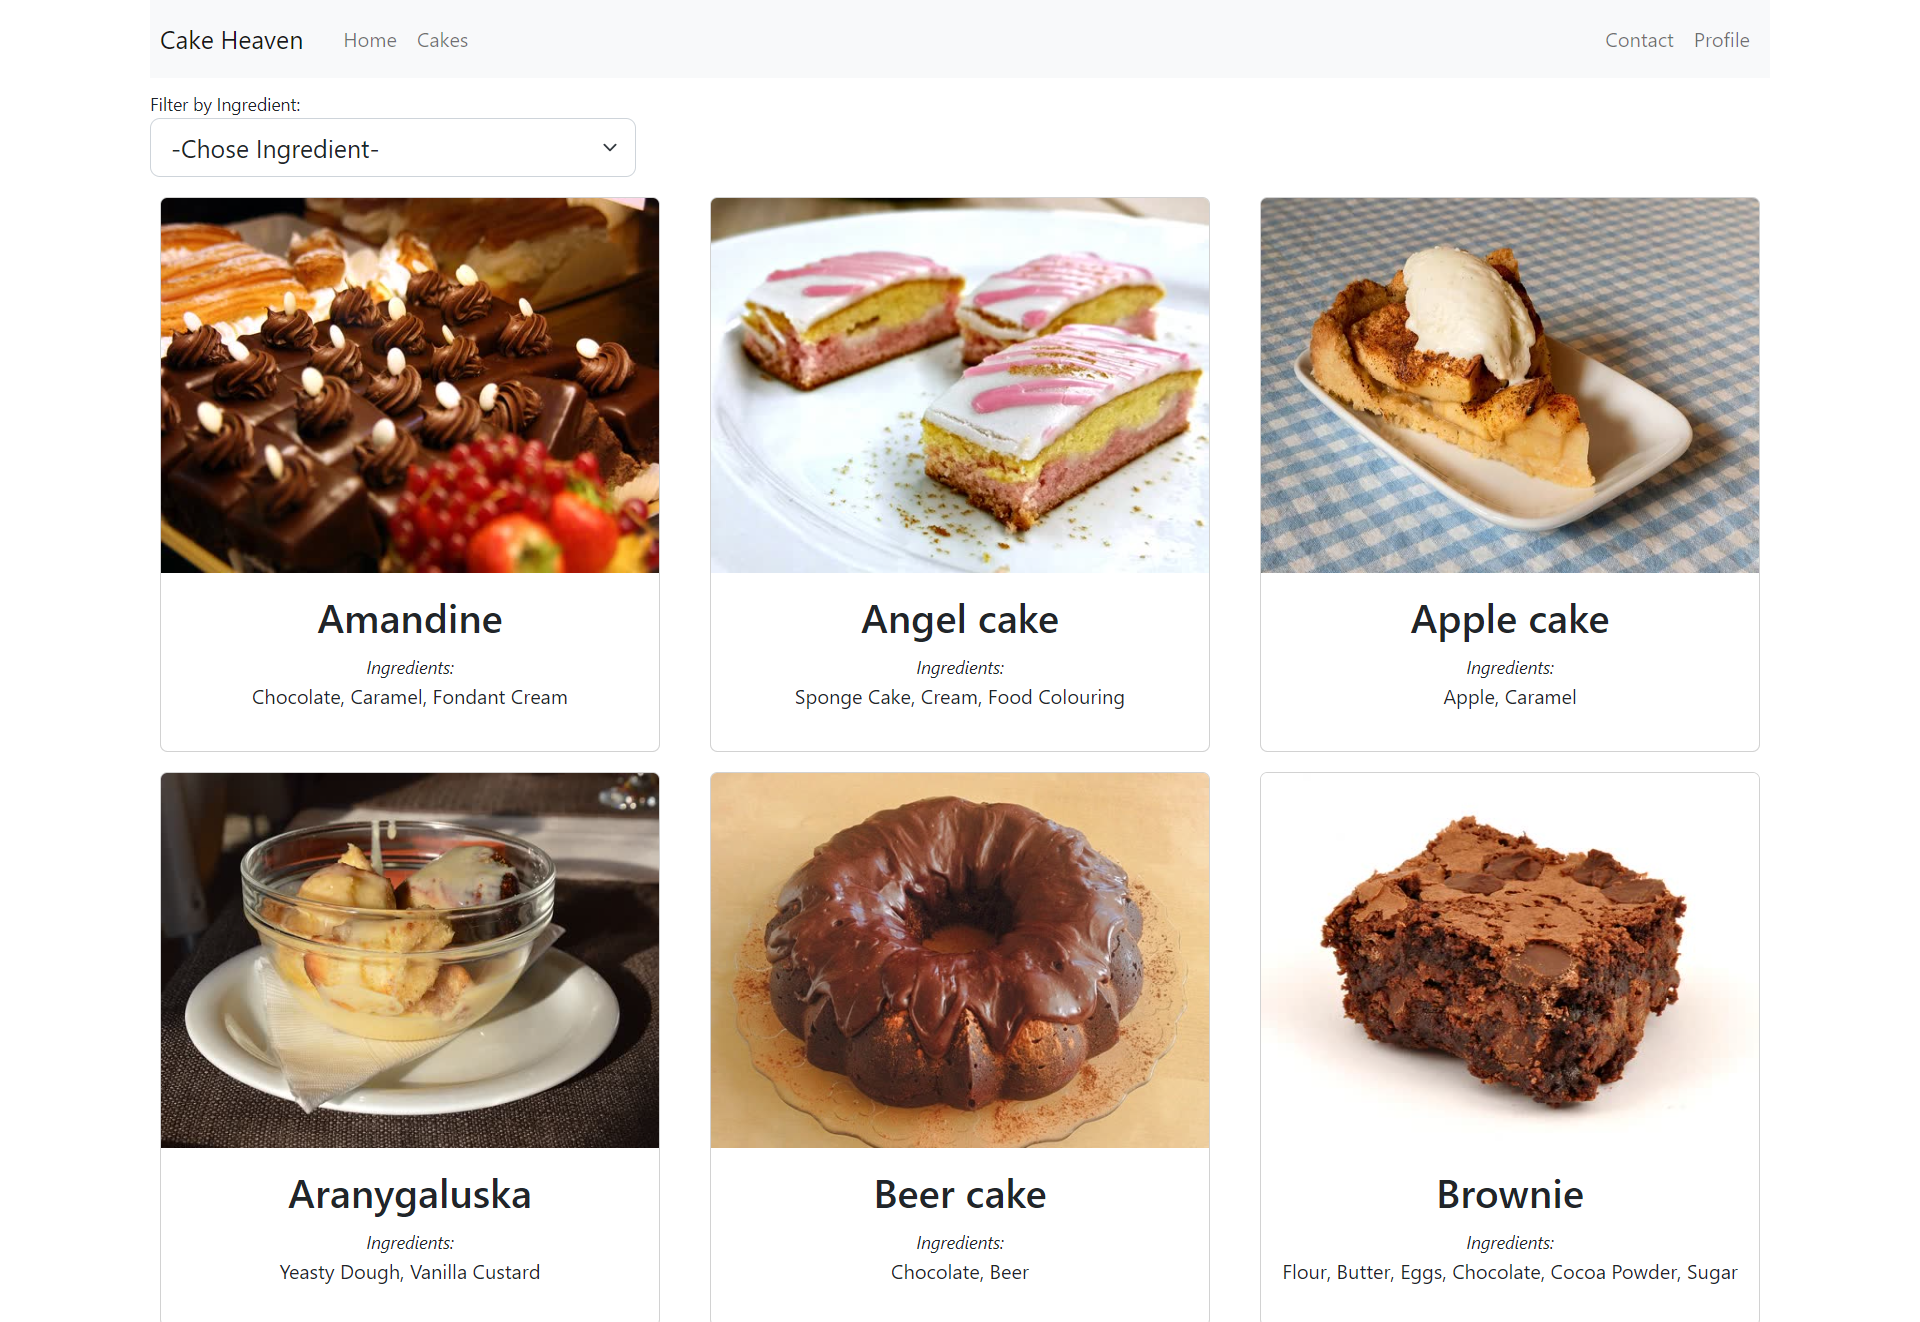 Cake Heaven Home Cakes Contact Profile
Filter by Ingredient:
-Chose Ingredient-
Amandine
Ingredients:
Chocolate, Caramel, Fondant Cream
Angel cake
Ingredients:
Sponge Cake, Cream, Food Colouring
Apple cake
Ingredients:
Apple, Caramel
Aranygaluska
Ingredients:
Yeasty Dough, Vanilla Custard
Beer cake
Ingredients:
Chocolate, Beer
Brownie
Ingredients:
Flour, Butter, Eggs, Chocolate, Cocoa Powder, Sugar